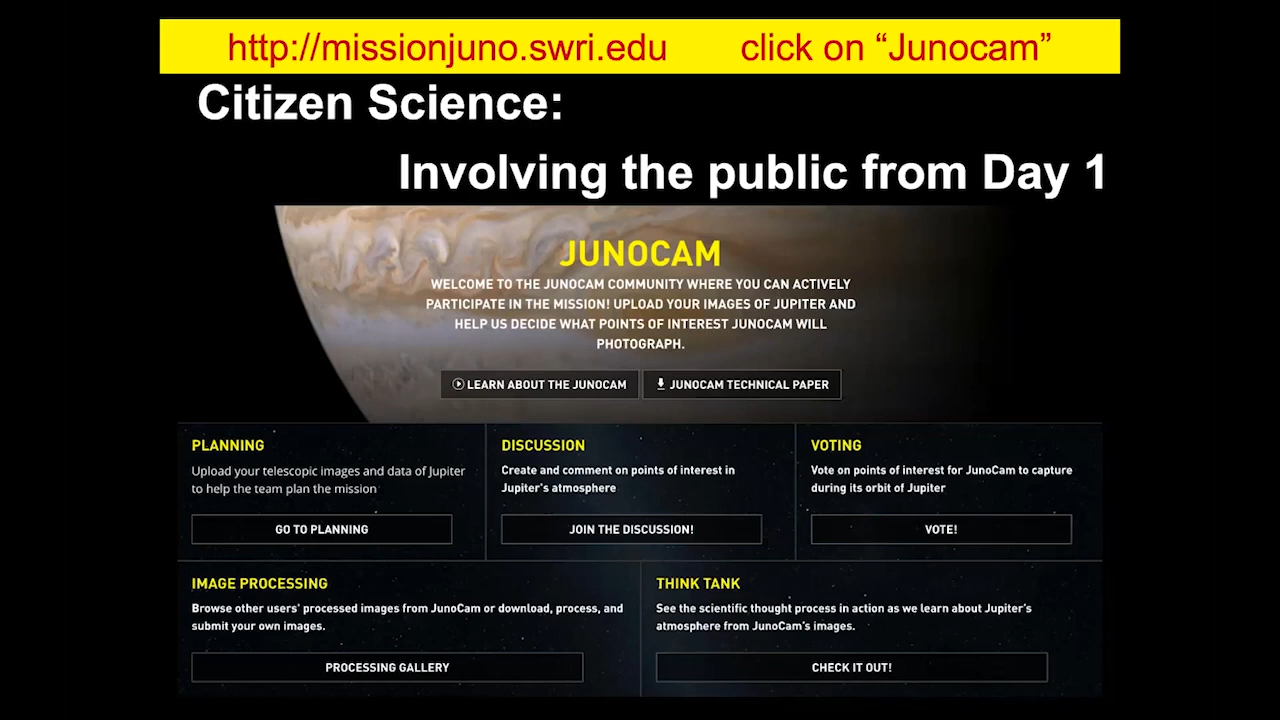 http://missionjuno.swri.edu click on “Junocam”
Citizen Science:
Involving the public from Day 1
JUNOCAM
WELCOME TO THE JUNOCAM COMMUNITY WHERE YOU CAN ACTIVELY
PARTICIPATE IN THE MISSION! UPLOAD YOUR IMAGES OF JUPITER AND
HELP US DECIDE WHAT POINTS OF INTEREST JUNOCAM WILL
PHOTOGRAPH.
LEARN ABOUT THE JUNOCAM
JUNOCAM TECHNICAL PAPER
PLANNING
Upload your telescopic images and data of Jupiter
to help the team plan the mission
GO TO PLANNING
DISCUSSION
Create and comment on points of interest in
Jupiter's atmosphere
JOIN THE DISCUSSION!
VOTING
Vote on points of interest for JunoCam to capture
during its orbit of Jupiter
VOTE!
IMAGE PROCESSING
Browse other users' processed images from JunoCam or download, process, and
submit your own images.
PROCESSING GALLERY
THINK TANK
See the scientific thought process in action as we learn about Jupiter's
atmosphere from JunoCam's images.
CHECK IT OUT!